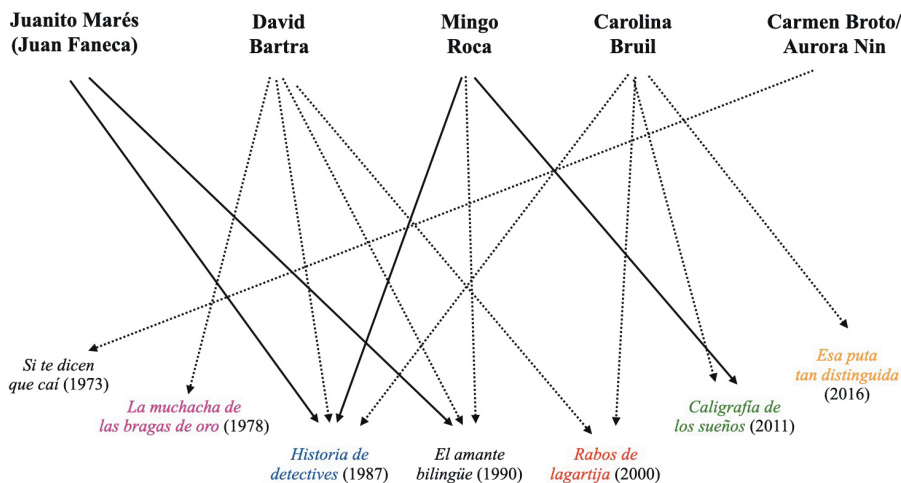 Juanito Marés
(Juan Faneca)
David
Bartra
Mingo
Roca
Carolina
Bruil
Carmen Broto/
Aurora Nin
Si te dicen
que caí (1973)
La muchacha de
las bragas de oro (1978)
Historia de
detectives (1987)
El amante
bilingüe (1990)
Rabos de
lagartija (2000)
Caligrafía de
los sueños (2011)
Esa puta
tan distinguida
(2016)